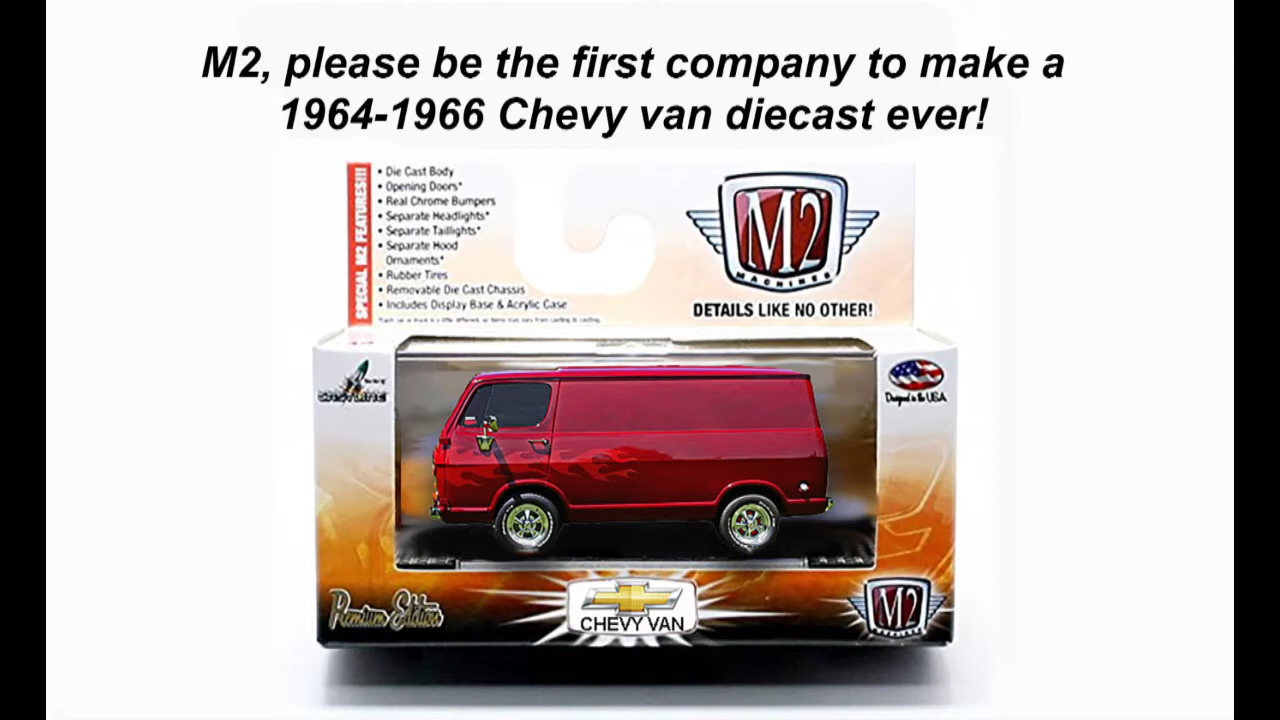 M2, please be the first company to make a
1964-1966 Chevy van diecast ever!
SPECIAL M2 FEATURES!!!
• Die Cast Body
• Opening Doors*
• Real Chrome Bumpers
• Separate Headlights*
• Separate Taillights*
• Separate Hood
Ornaments*
• Rubber Tires
• Removable Die Cast Chassis
• Includes Display Base & Acrylic Case
M2
MACHINES
DETAILS LIKE NO OTHER!
Designed in the USA
Premium Edition
CHEVY VAN
M2
MACHINES